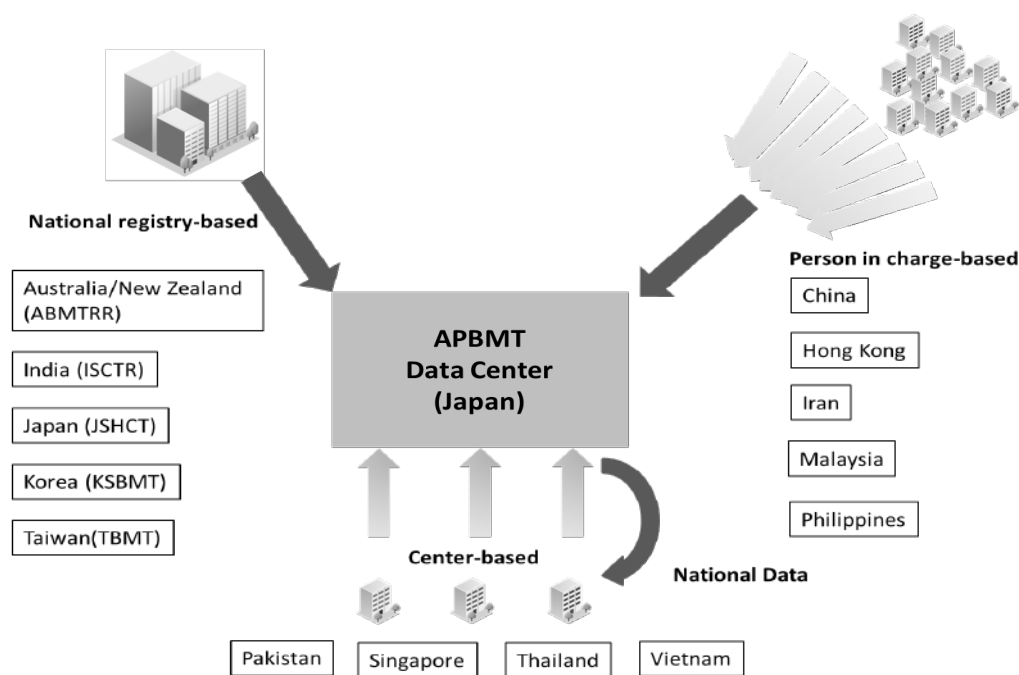 National registry-based
Australia/New Zealand
(ABMTRR)
India (ISCTR)
Japan (JSHCT)
Korea (KSBMT)
Taiwan(TBMT)
APBMT
Data Center
(Japan)
Person in charge-based
China
Hong Kong
Iran
Malaysia
Philippines
Center-based
National Data
Pakistan
Singapore
Thailand
Vietnam